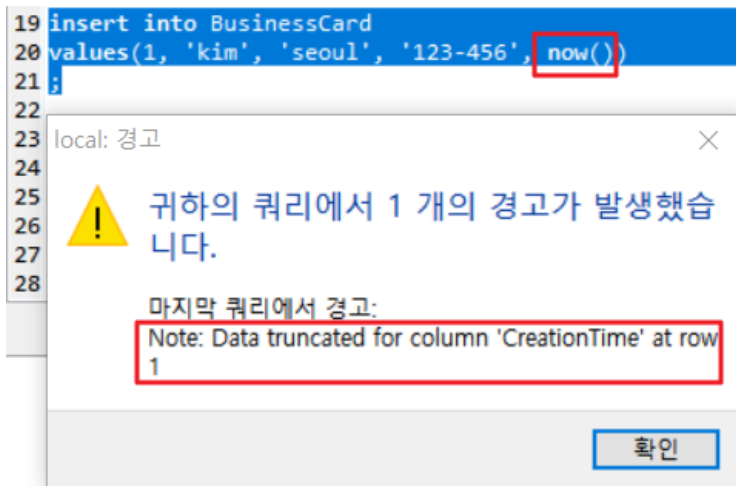 19 insert into BusinessCard
20 values(1, 'kim', 'seoul', '123-456', now())
21 ;
22
23
24
25
26
27
28
local: 경고
귀하의 쿼리에서 1 개의 경고가 발생했습
니다.
마지막 쿼리에서 경고:
Note: Data truncated for column 'CreationTime' at row
1
확인